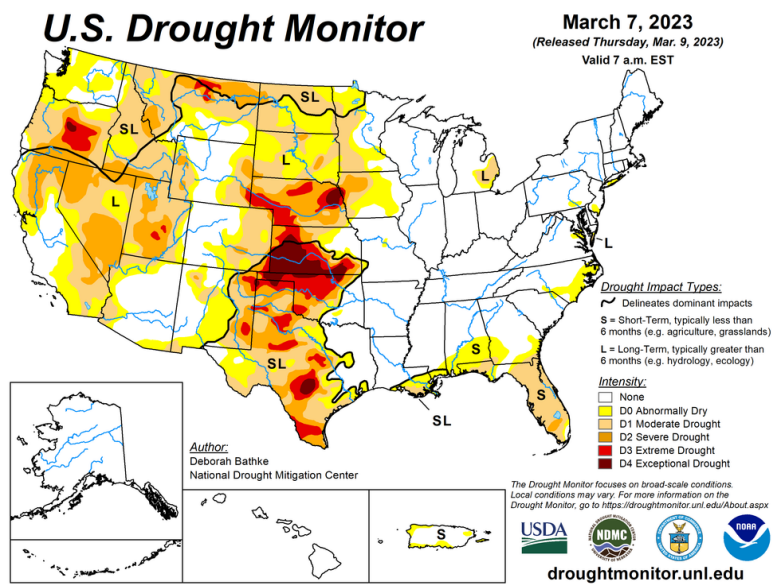 U.S. Drought Monitor
March 7, 2023
(Released Thursday, Mar. 9, 2023)
Valid 7 a.m. EST
SL
SL
L
L
L
L
SL
S
S
SL
S
Drought Impact Types:
Delineates dominant impacts
S = Short-Term, typically less than
6 months (e.g. agriculture, grasslands)
L = Long-Term, typically greater than
6 months (e.g. hydrology, ecology)
Intensity:
None
D0 Abnormally Dry
D1 Moderate Drought
D2 Severe Drought
D3 Extreme Drought
D4 Exceptional Drought
Author:
Deborah Bathke
National Drought Mitigation Center
The Drought Monitor focuses on broad-scale conditions.
Local conditions may vary. For more information on the
Drought Monitor, go to https://droughtmonitor.unl.edu/About.aspx
USDA
NDMC
NOAA
droughtmonitor.unl.edu